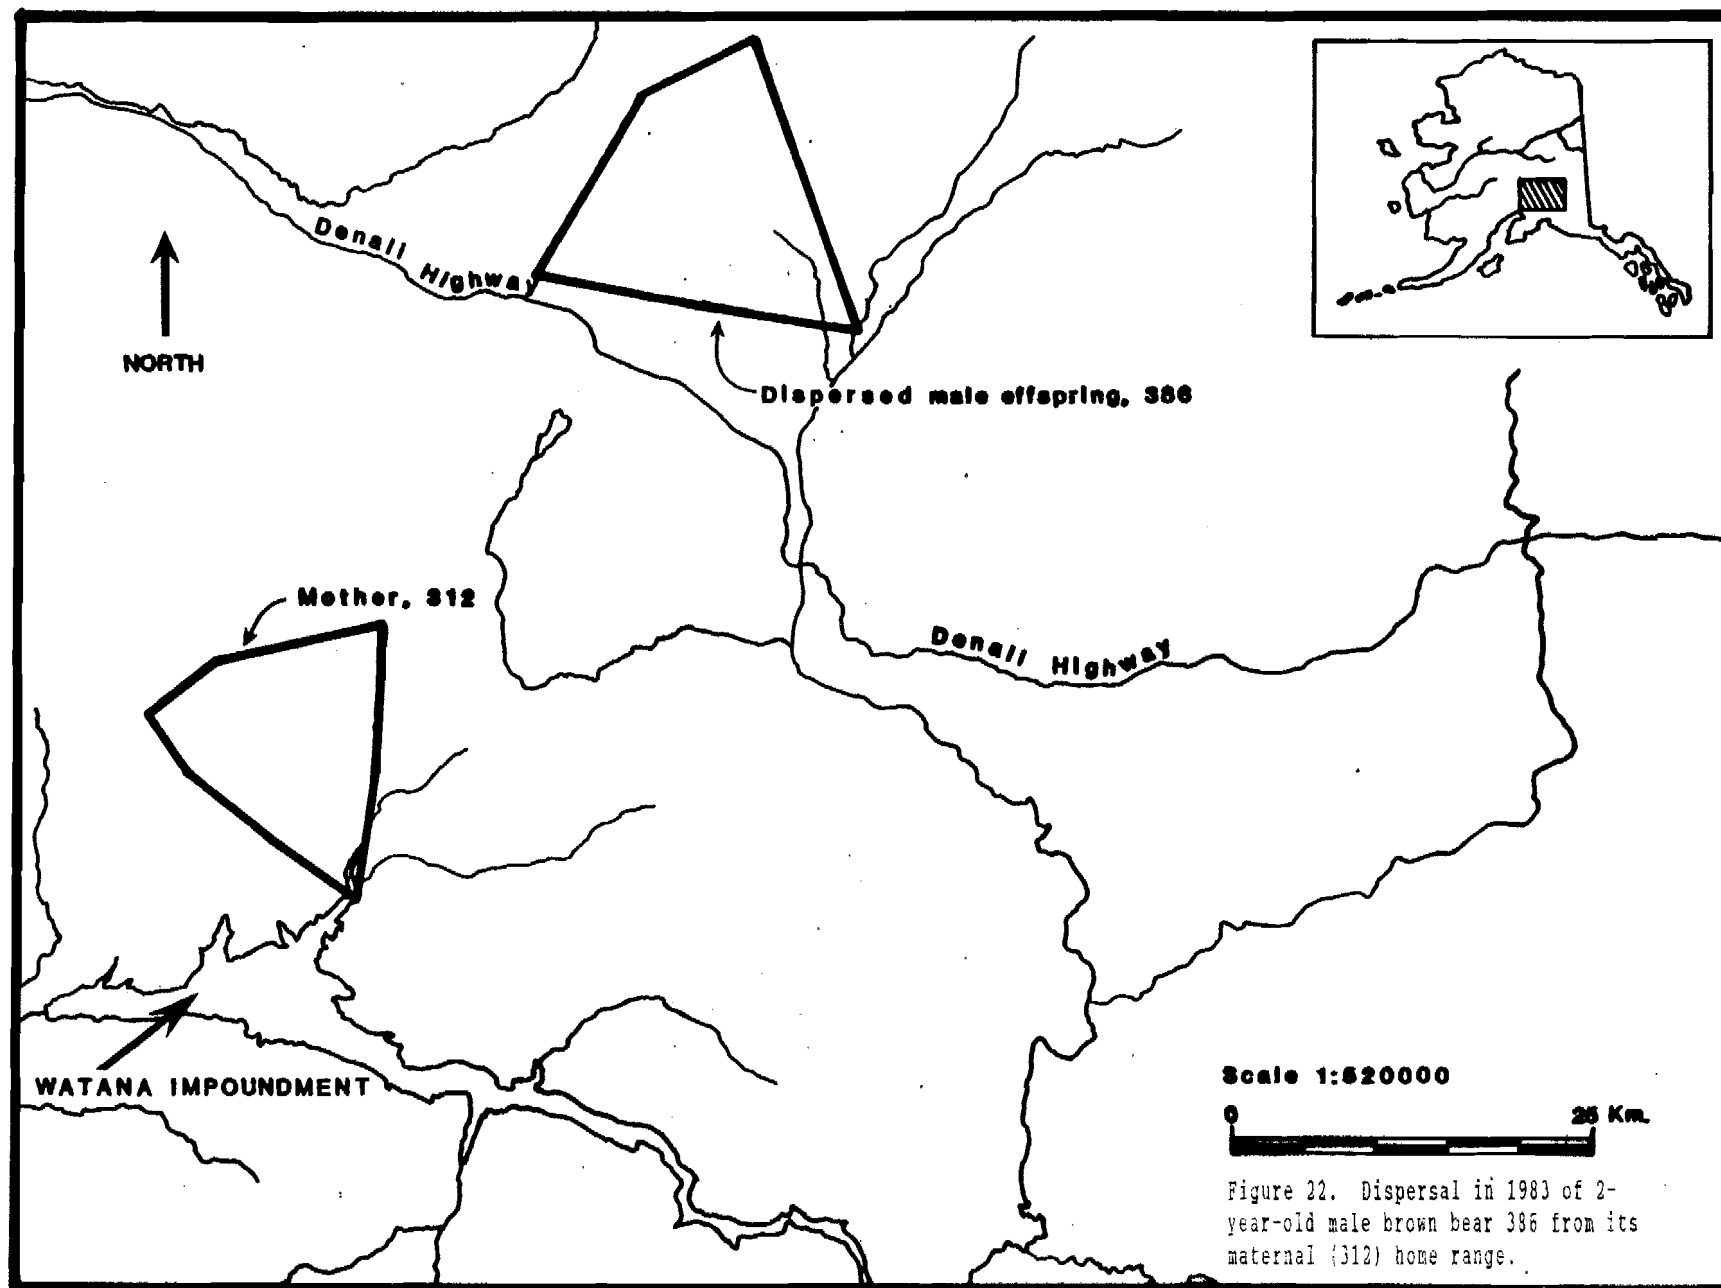 Denali Highway
NORTH
Dispersed male offspring, 386
Mother, 312
Denali Highway
WATANA IMPOUNDMENT
Scale 1:520000
0 25 Km.
Figure 22. Dispersal in 1983 of 2-
year-old male brown bear 386 from its
maternal (312) home range.